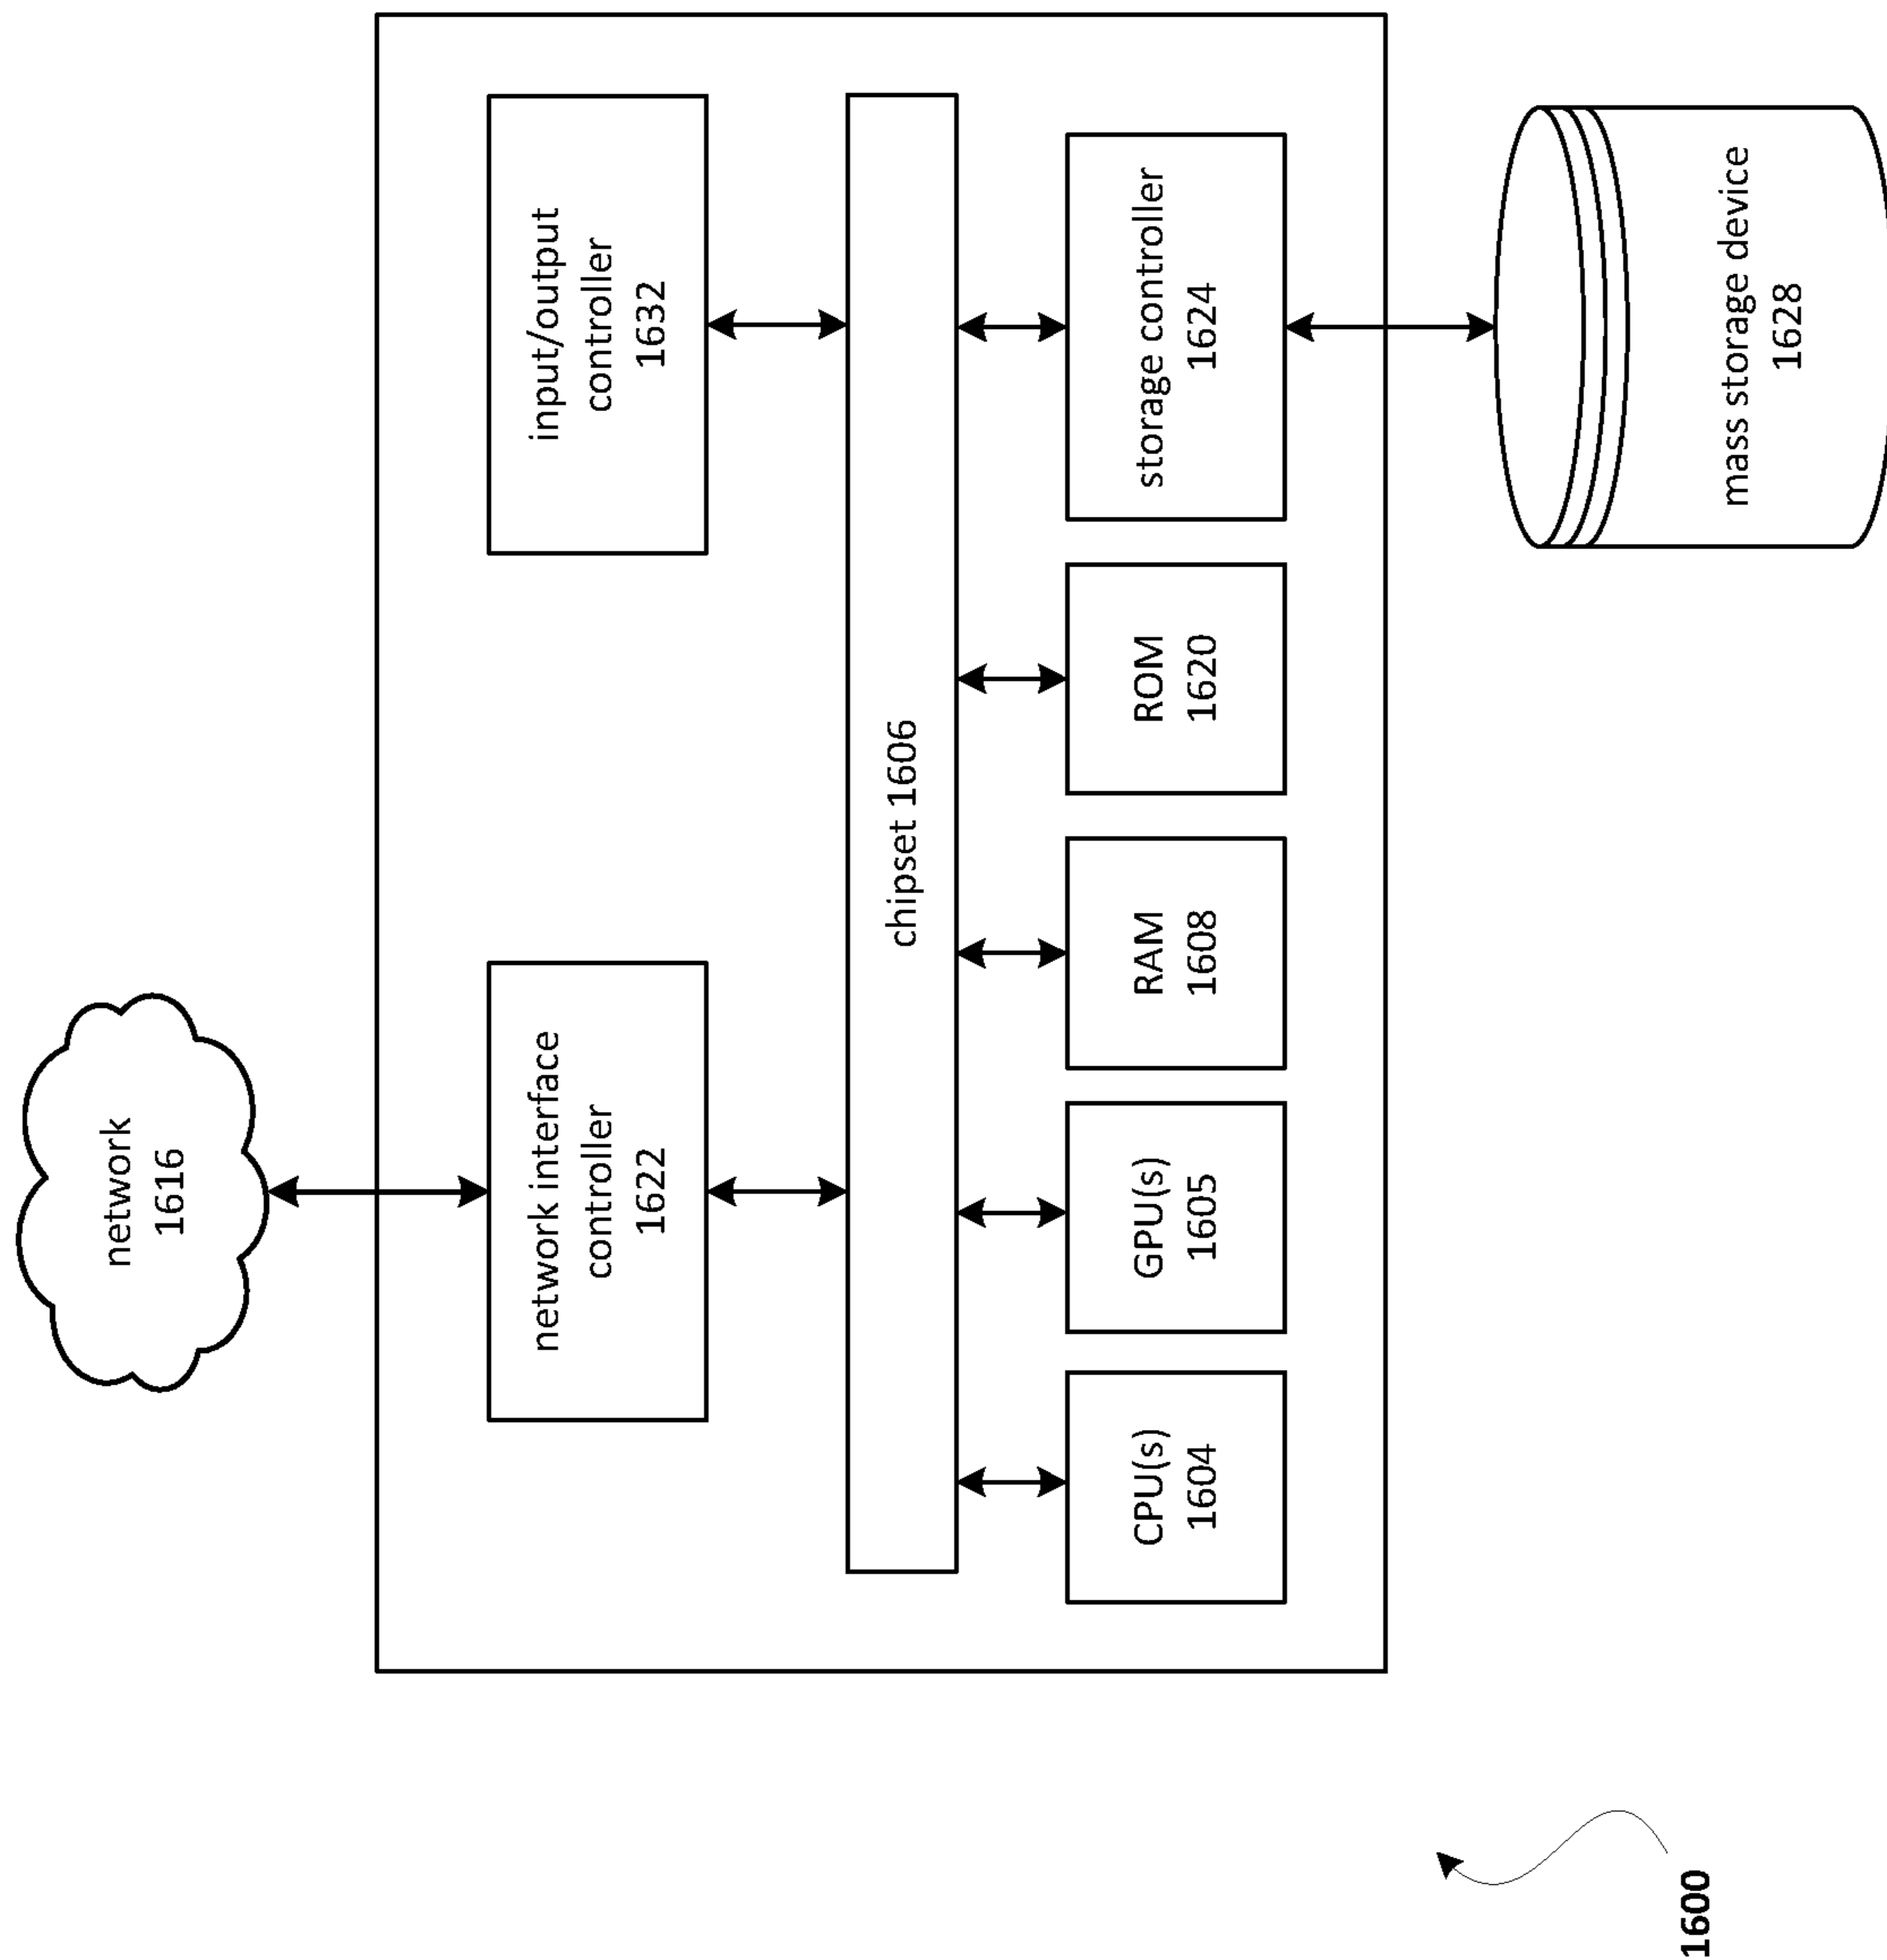 network
1616
network interface
controller
1622
input/output
controller
1632
chipset 1606
CPU(s)
1604
GPU(s)
1605
RAM
1608
ROM
1620
storage controller
1624
mass storage device
1628
1600